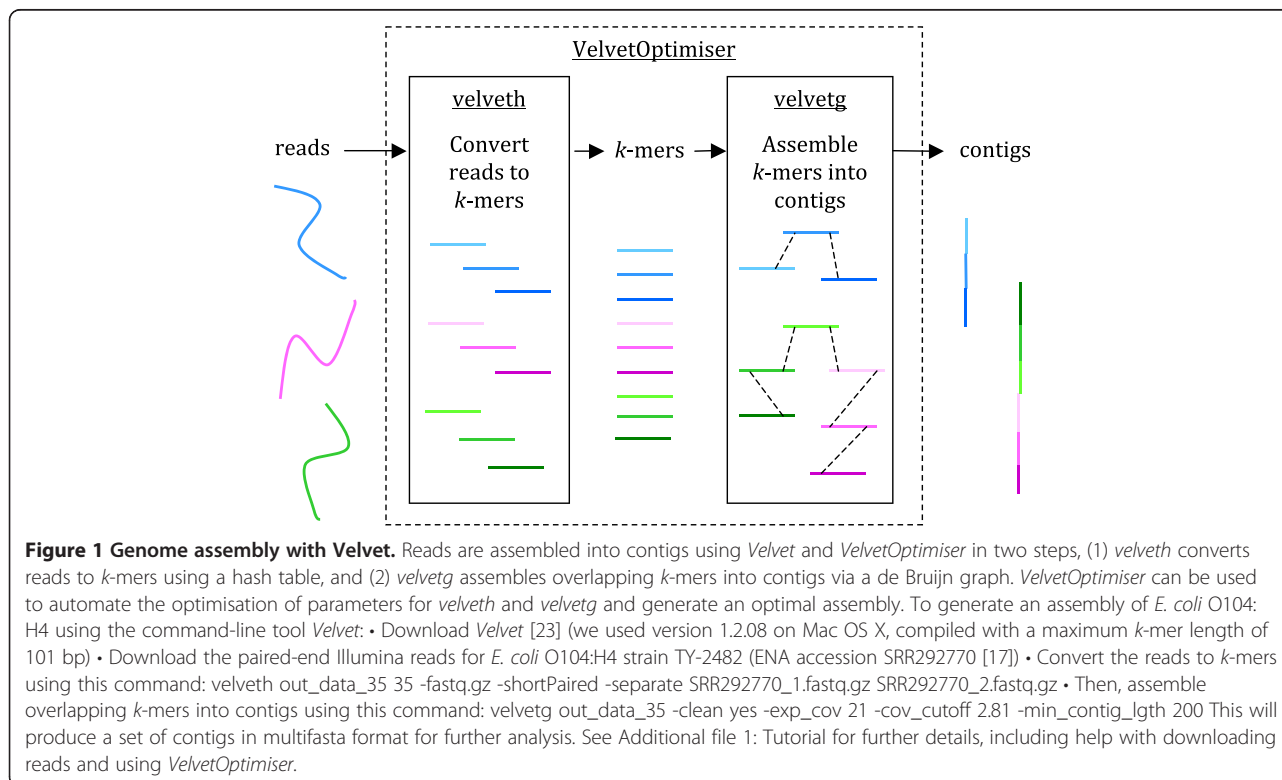 VelvetOptimiser
velveth
velvetg
reads
Convert
reads to
k-mers
k-mers
Assemble
k-mers into
contigs
contigs
Figure 1 Genome assembly with Velvet. Reads are assembled into contigs using Velvet and VelvetOptimiser in two steps, (1) velveth converts
reads to k-mers using a hash table, and (2) velvetg assembles overlapping k-mers into contigs via a de Bruijn graph. VelvetOptimiser can be used
to automate the optimisation of parameters for velveth and velvetg and generate an optimal assembly. To generate an assembly of E. coli O104:
H4 using the command-line tool Velvet: • Download Velvet [23] (we used version 1.2.08 on Mac OS X, compiled with a maximum k-mer length of
101 bp) • Download the paired-end Illumina reads for E. coli O104:H4 strain TY-2482 (ENA accession SRR292770 [17]) • Convert the reads to k-mers
using this command: velveth out_data_35 35 -fastq.gz -shortPaired -separate SRR292770_1.fastq.gz SRR292770_2.fastq.gz • Then, assemble
overlapping k-mers into contigs using this command: velvetg out_data_35 -clean yes -exp_cov 21 -cov_cutoff 2.81 -min_contig_lgth 200 This will
produce a set of contigs in multifasta format for further analysis. See Additional file 1: Tutorial for further details, including help with downloading
reads and using VelvetOptimiser.